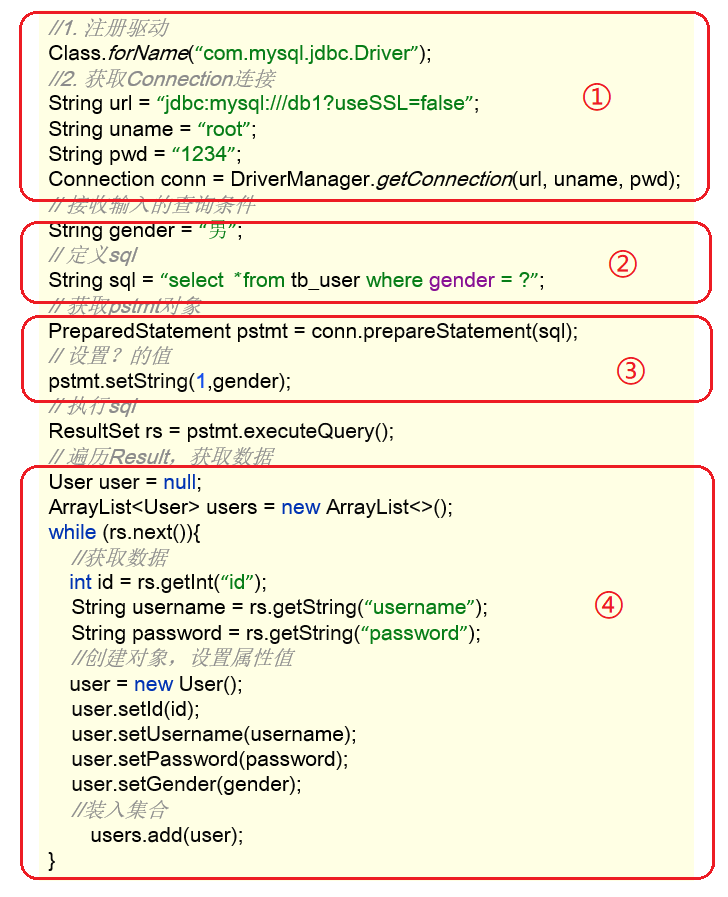 //1. 注册驱动
Class.forName(“com.mysql.jdbc.Driver”);
//2. 获取Connection连接
String url = “jdbc:mysql:///db1?useSSL=false”;
①
String uname = “root”;
String pwd = “1234”;
Connection conn = DriverManager.getConnection(url, uname, pwd);
// 接收输入的查询条件
String gender = “男”;
// 定义sql
②
String sql = “select *from tb_user where gender = ?”;
// 获取pstmt对象
PreparedStatement pstmt = conn.prepareStatement(sql);
// 设置？的值
③
pstmt.setString(1,gender);
// 执行sql
ResultSet rs = pstmt.executeQuery();
// 遍历Result，获取数据
User user = null;
ArrayList<User> users = new ArrayList<>();
while (rs.next()){
//获取数据
int id = rs.getInt(“id”);
String username = rs.getString(“username”);
④
String password = rs.getString(“password”);
//创建对象，设置属性值
user = new User();
user.setId(id);
user.setUsername(username);
user.setPassword(password);
user.setGender(gender);
//装入集合
users.add(user);
}